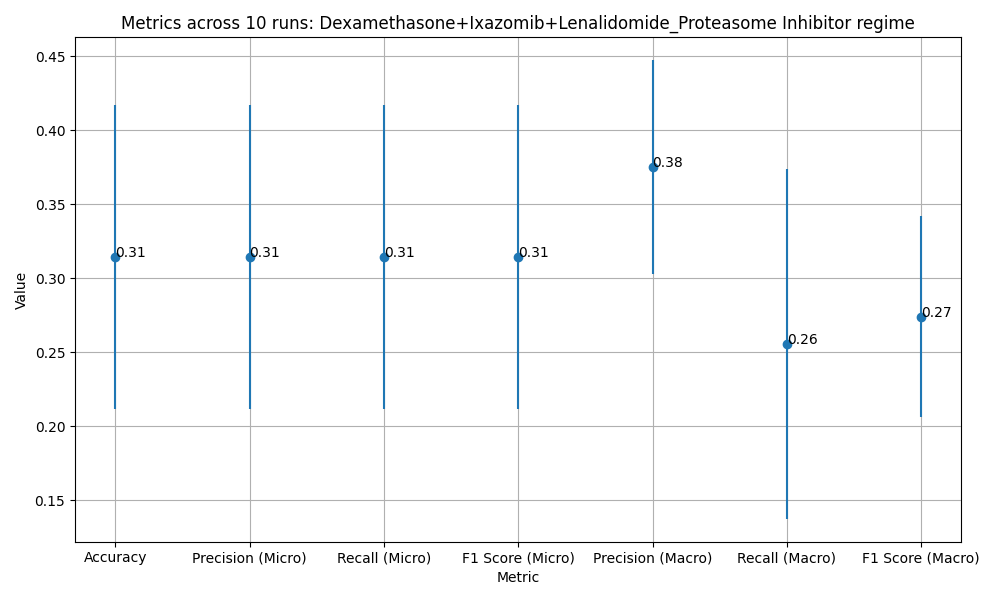 Metrics across 10 runs: Dexamethasone+Ixazomib+Lenalidomide_Proteasome Inhibitor regime
Value
0.45
0.40
0.35
0.30
0.25
0.20
0.15
0.31
0.31
0.31
0.31
0.38
0.26
0.27
Accuracy
Precision (Micro)
Recall (Micro)
F1 Score (Micro)
Precision (Macro)
Recall (Macro)
F1 Score (Macro)
Metric